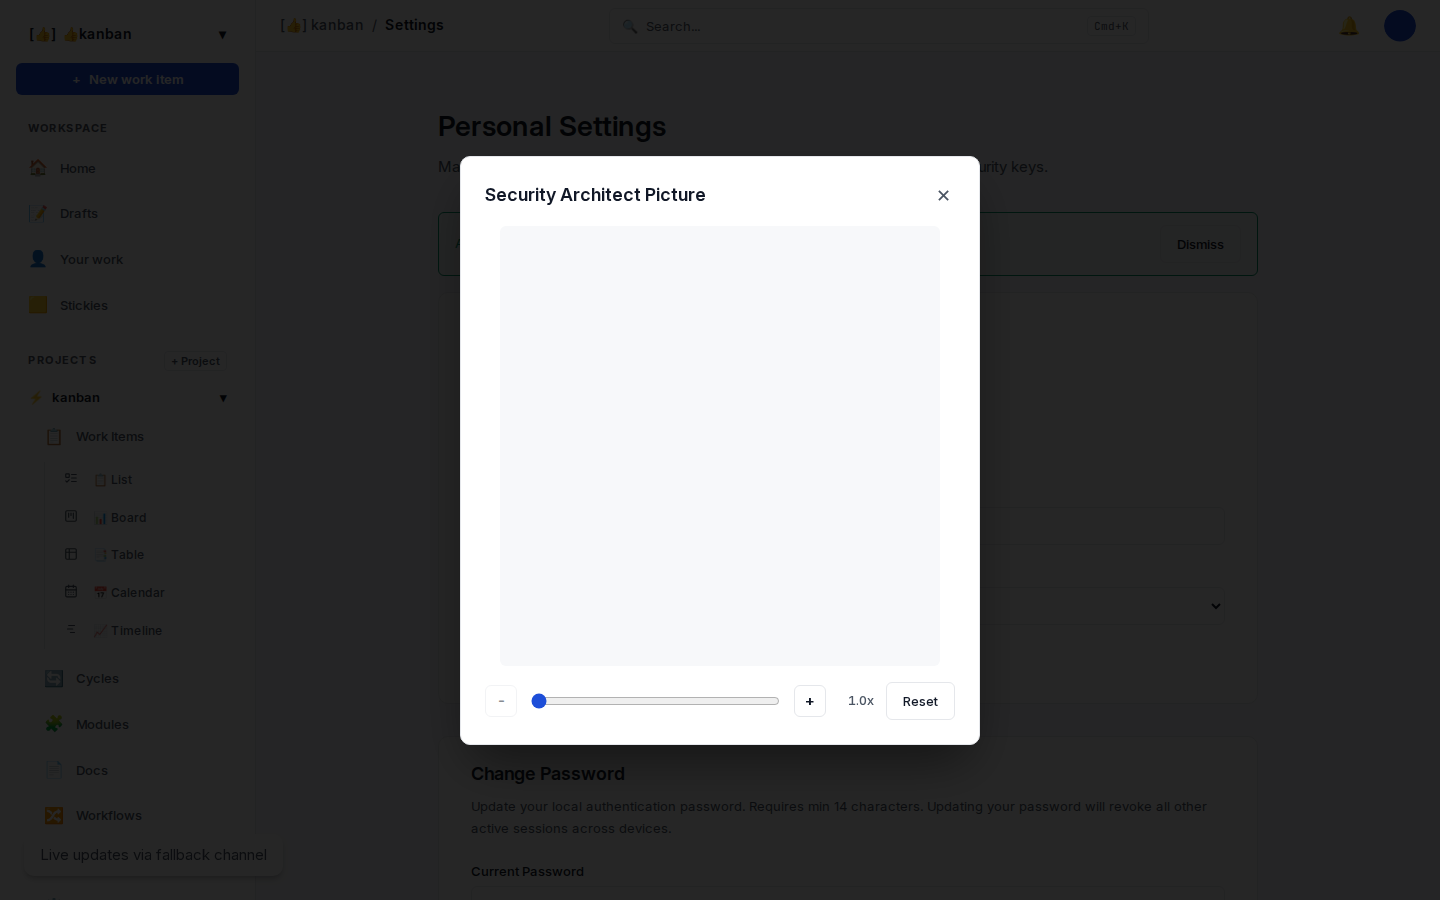 [👍] 👍kanban ▾
+ New work item
WORKSPACE
🏠 Home
📝 Drafts
👤 Your work
🟨 Stickies
PROJECTS + Project
⚡ kanban ▾
📋 Work Items
📋 List
📊 Board
📑 Table
📅 Calendar
📈 Timeline
🔄 Cycles
🧩 Modules
📄 Docs
🔀 Workflows
Live updates via fallback channel
[👍] kanban / Settings
🔍 Search... Cmd+K
Personal Settings
urity keys.
Dismiss
Security Architect Picture ✕
− + 1.0x Reset
Change Password
Update your local authentication password. Requires min 14 characters. Updating your password will revoke all other
active sessions across devices.
Current Password